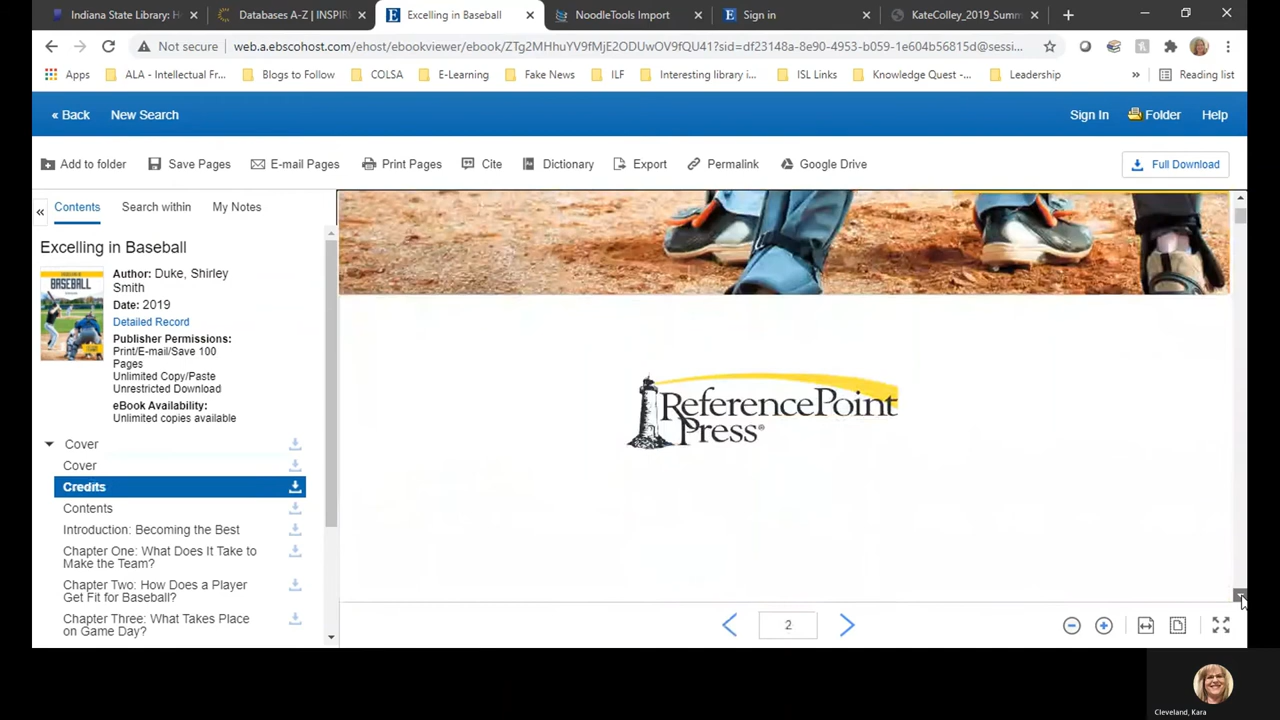 Indiana State Library: H
Databases A-Z | INSPIR
Excelling in Baseball
NoodleTools Import
Sign in
KateColley_2019_Summ
Not secure
web.a.ebscohost.com/ehost/ebookviewer/ebook/ZTg2MHhuYV9fMjE2ODUwOV9fQU41?sid=df23148a-8e90-4953-b059-1e604b56815d@sessi...
Apps
ALA - Intellectual Fr...
Blogs to Follow
COLSA
E-Learning
Fake News
ILF
Interesting library i...
ISL Links
Knowledge Quest -...
Leadership
»
Reading list
« Back
New Search
Sign In
Folder
Help
Add to folder
Save Pages
E-mail Pages
Print Pages
Cite
Dictionary
Export
Permalink
Google Drive
Full Download
«
Contents
Search within
My Notes
Excelling in Baseball
BASEBALL
Author: Duke, Shirley
Smith
Date: 2019
Detailed Record
Publisher Permissions:
Print/E-mail/Save 100
Pages
Unlimited Copy/Paste
Unrestricted Download
eBook Availability:
Unlimited copies available
Cover
Cover
Credits
Contents
Introduction: Becoming the Best
Chapter One: What Does It Take to
Make the Team?
Chapter Two: How Does a Player
Get Fit for Baseball?
Chapter Three: What Takes Place
on Game Day?
ReferencePoint
Press®
2
Cleveland, Kara